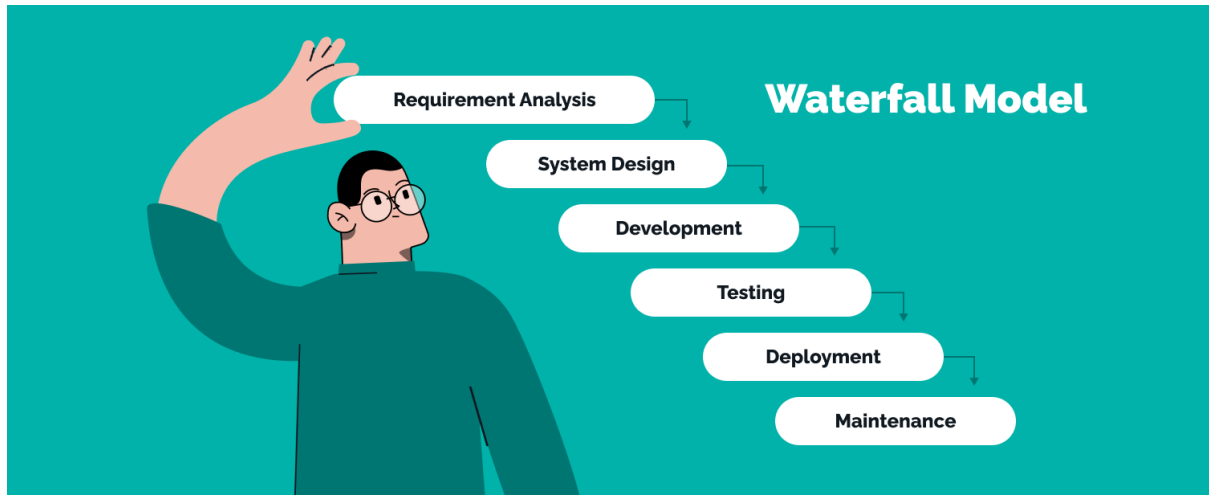 Waterfall Model
Requirement Analysis
System Design
Development
Testing
Deployment
Maintenance